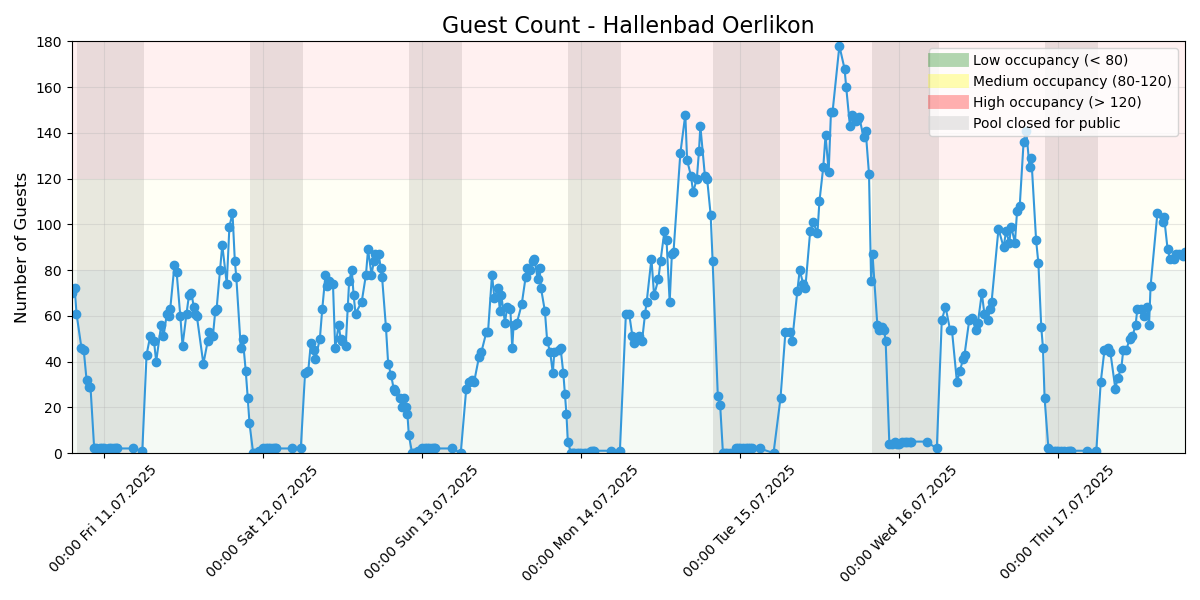 Guest Count - Hallenbad Oerlikon
Number of Guests
180
160
140
120
100
80
60
40
20
0
Low occupancy (< 80)
Medium occupancy (80-120)
High occupancy (> 120)
Pool closed for public
00:00 Fri 11.07.2025
00:00 Sat 12.07.2025
00:00 Sun 13.07.2025
00:00 Mon 14.07.2025
00:00 Tue 15.07.2025
00:00 Wed 16.07.2025
00:00 Thu 17.07.2025